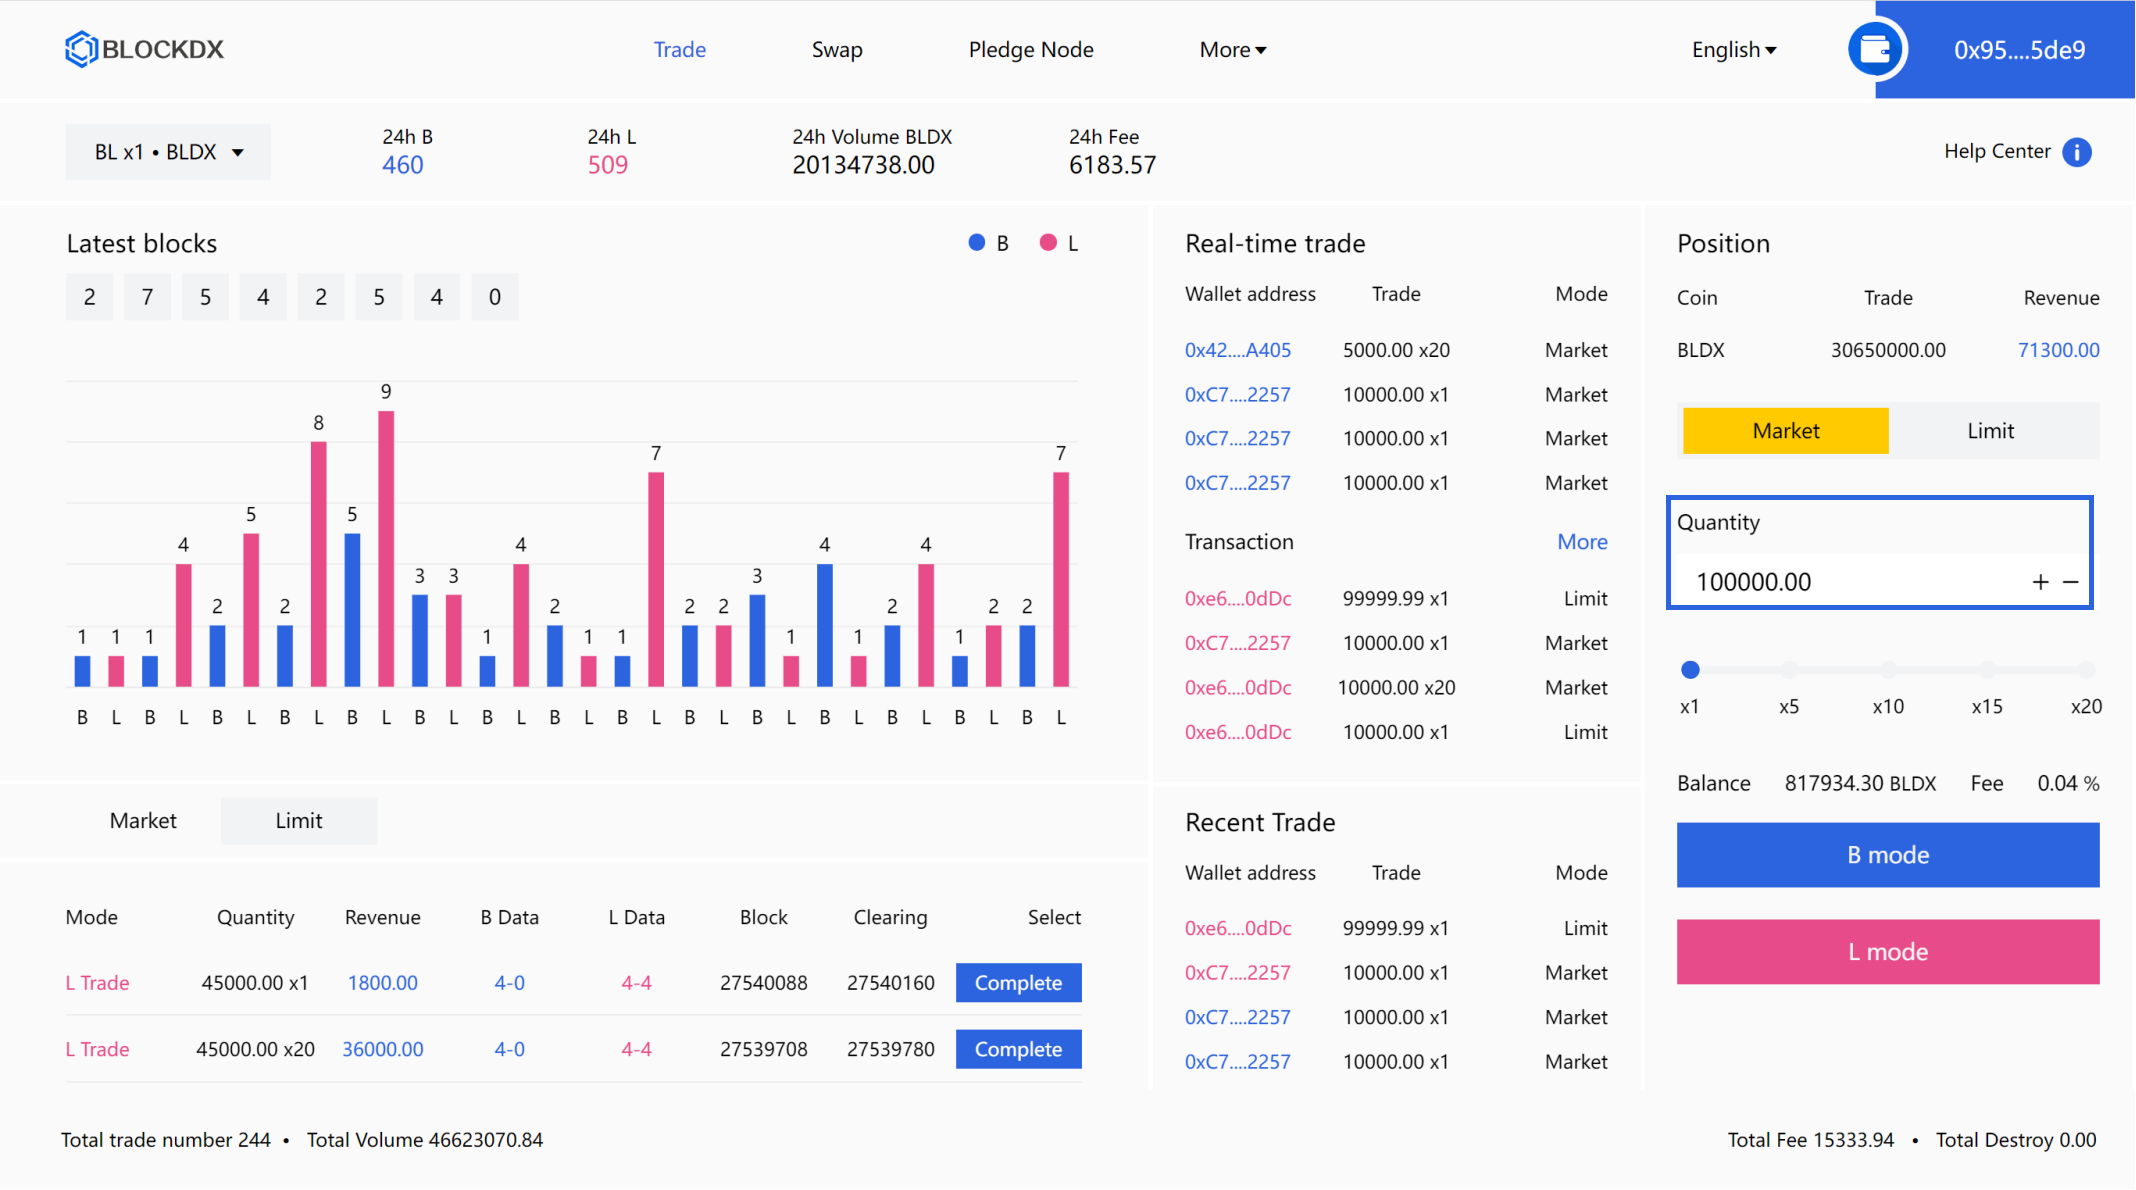 BLOCKDX
Trade Swap Pledge Node More English 0x95....5de9
BL x1 • BLDX
24h B 24h L 24h Volume BLDX 24h Fee
460 509 20134738.00 6183.57
Help Center i
Latest blocks
B L
2 7 5 4 2 5 4 0
1 1 1 4 2 5 2 8 5 9 3 3 1 4 2 1 1 7 2 2 3 1 4 1 2 4 1 2 2 7
B L B L B L B L B L B L B L B L B L B L B L B L B L B L B L
Market Limit
Mode Quantity Revenue B Data L Data Block Clearing Select
L Trade 45000.00 x1 1800.00 4-0 4-4 27540088 27540160 Complete
L Trade 45000.00 x20 36000.00 4-0 4-4 27539708 27539780 Complete
Real-time trade
Wallet address Trade Mode
0x42....A405 5000.00 x20 Market
0xC7....2257 10000.00 x1 Market
0xC7....2257 10000.00 x1 Market
0xC7....2257 10000.00 x1 Market
Transaction More
0xe6....0dDc 99999.99 x1 Limit
0xC7....2257 10000.00 x1 Market
0xe6....0dDc 10000.00 x20 Market
0xe6....0dDc 10000.00 x1 Limit
Recent Trade
Wallet address Trade Mode
0xe6....0dDc 99999.99 x1 Limit
0xC7....2257 10000.00 x1 Market
0xC7....2257 10000.00 x1 Market
0xC7....2257 10000.00 x1 Market
Position
Coin Trade Revenue
BLDX 30650000.00 71300.00
Market Limit
Quantity
100000.00 + −
x1 x5 x10 x15 x20
Balance 817934.30 BLDX Fee 0.04 %
B mode
L mode
Total trade number 244 • Total Volume 46623070.84
Total Fee 15333.94 • Total Destroy 0.00